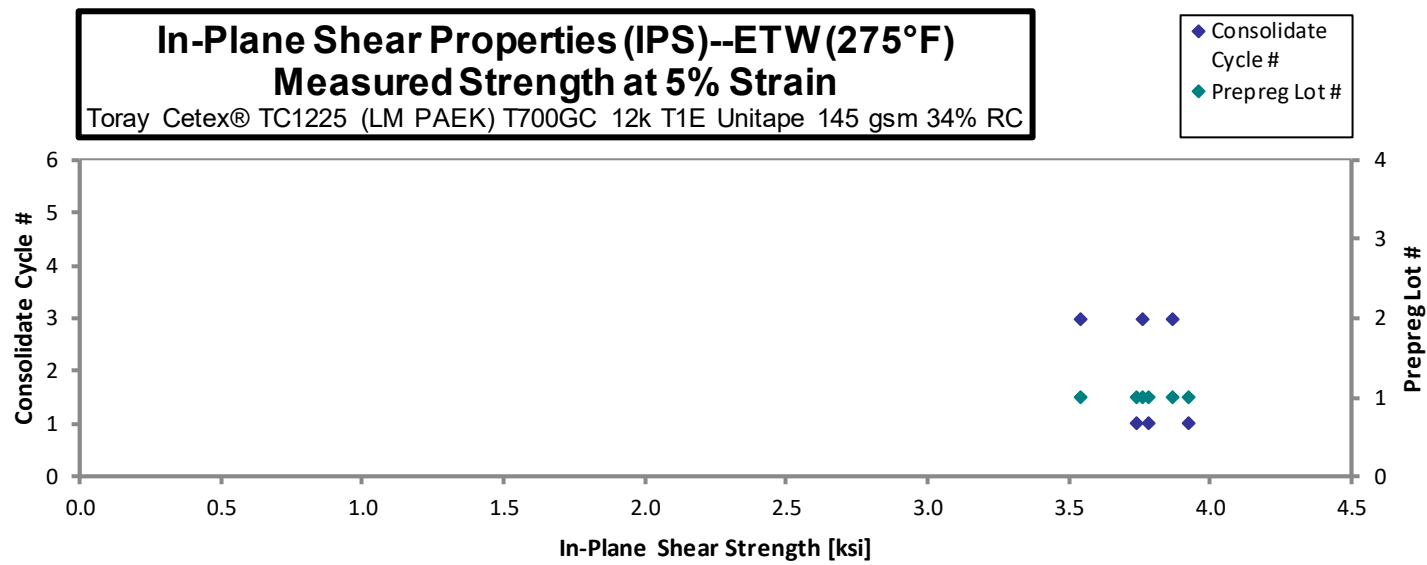 In-Plane Shear Properties (IPS)--ETW (275°F)
Measured Strength at 5% Strain
Toray Cetex® TC1225 (LM PAEK) T700GC 12k T1E Unitape 145 gsm 34% RC
Consolidate
Cycle #
Prepreg Lot #
6
5
4
3
2
1
0
Consolidate Cycle #
4
3
2
1
0
Prepreg Lot #
0.0 0.5 1.0 1.5 2.0 2.5 3.0 3.5 4.0 4.5
In-Plane Shear Strength [ksi]